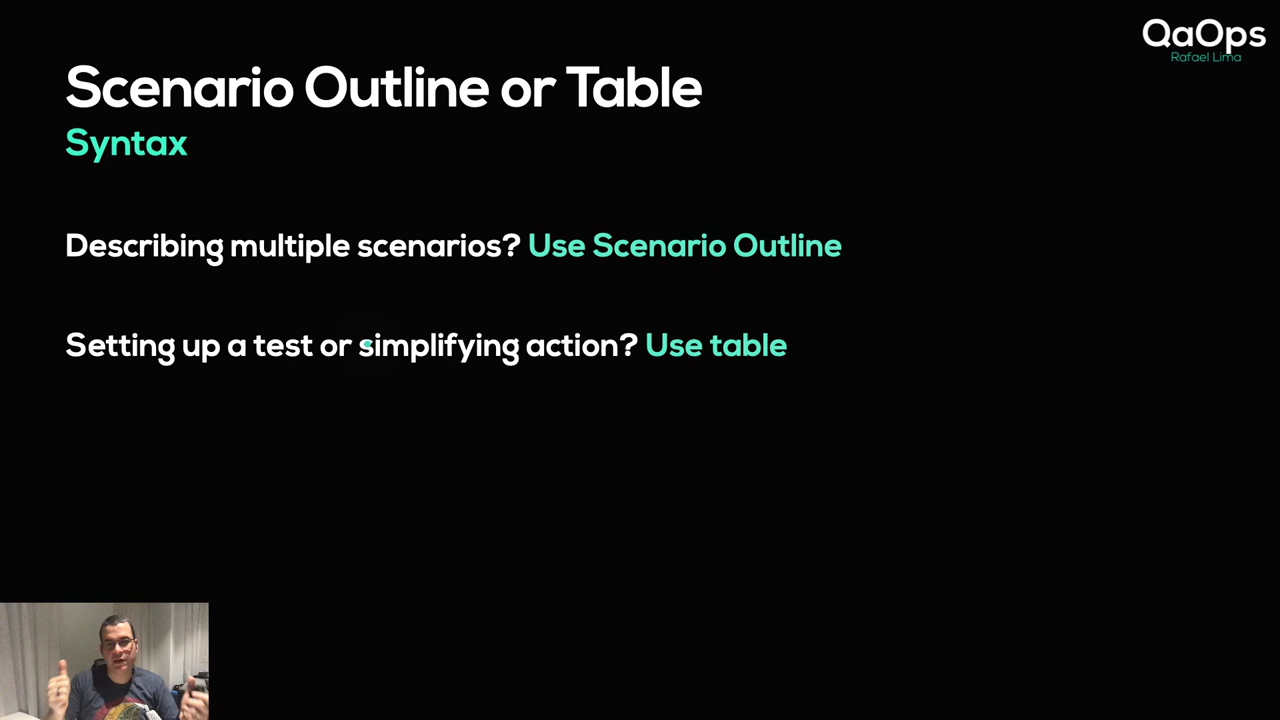 QaOps
Rafael Lima
Scenario Outline or Table
Syntax
Describing multiple scenarios? Use Scenario Outline
Setting up a test or simplifying action? Use table